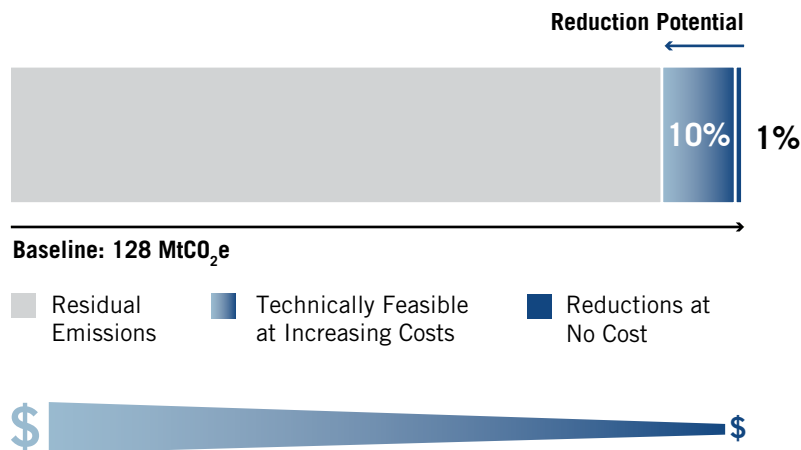 Reduction Potential
10%
1%
Baseline: 128 MtCO₂e
Residual
Emissions
Technically Feasible
at Increasing Costs
Reductions at
No Cost
$
$